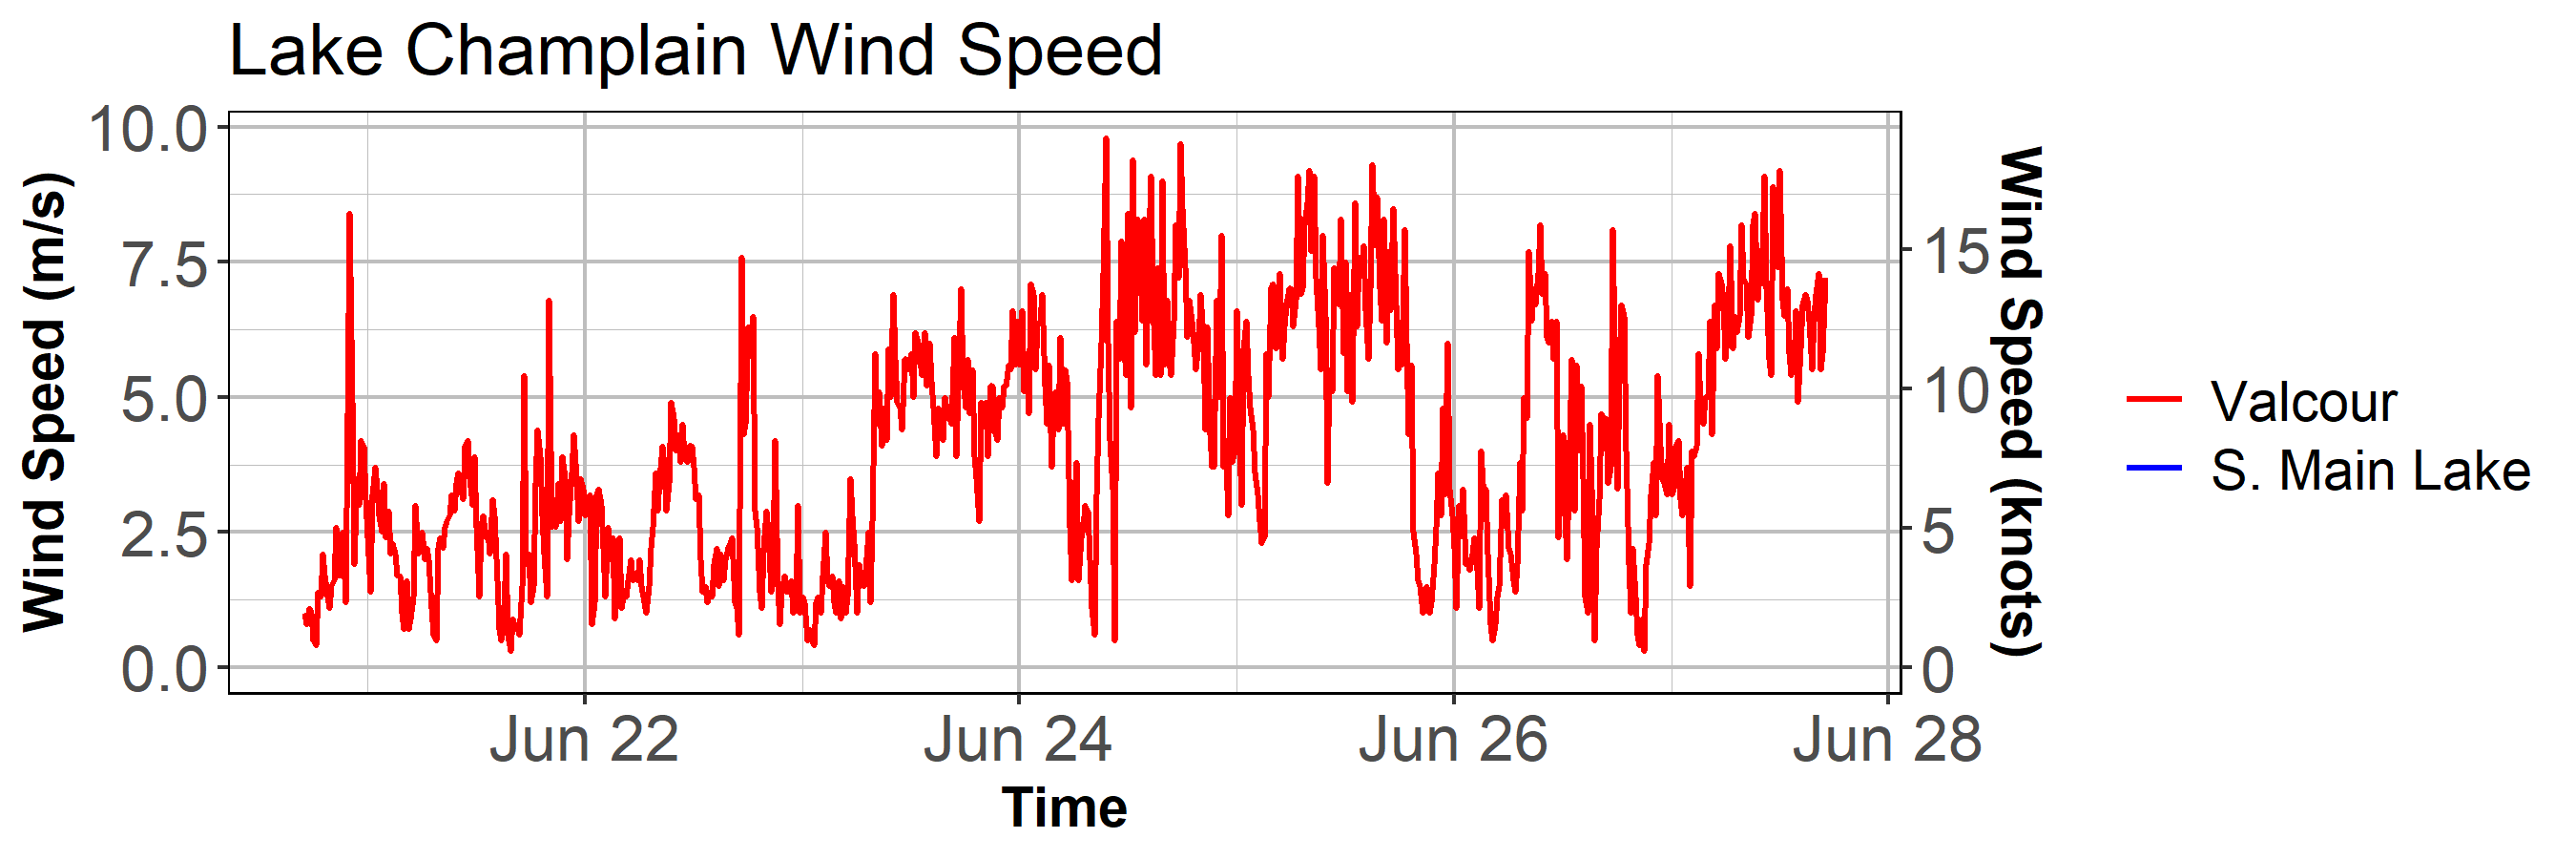 Lake Champlain Wind Speed
10.0
7.5
5.0
2.5
0.0
Wind Speed (m/s)
15
10
5
0
Wind Speed (knots)
Jun 22
Jun 24
Jun 26
Jun 28
Time
Valcour
S. Main Lake